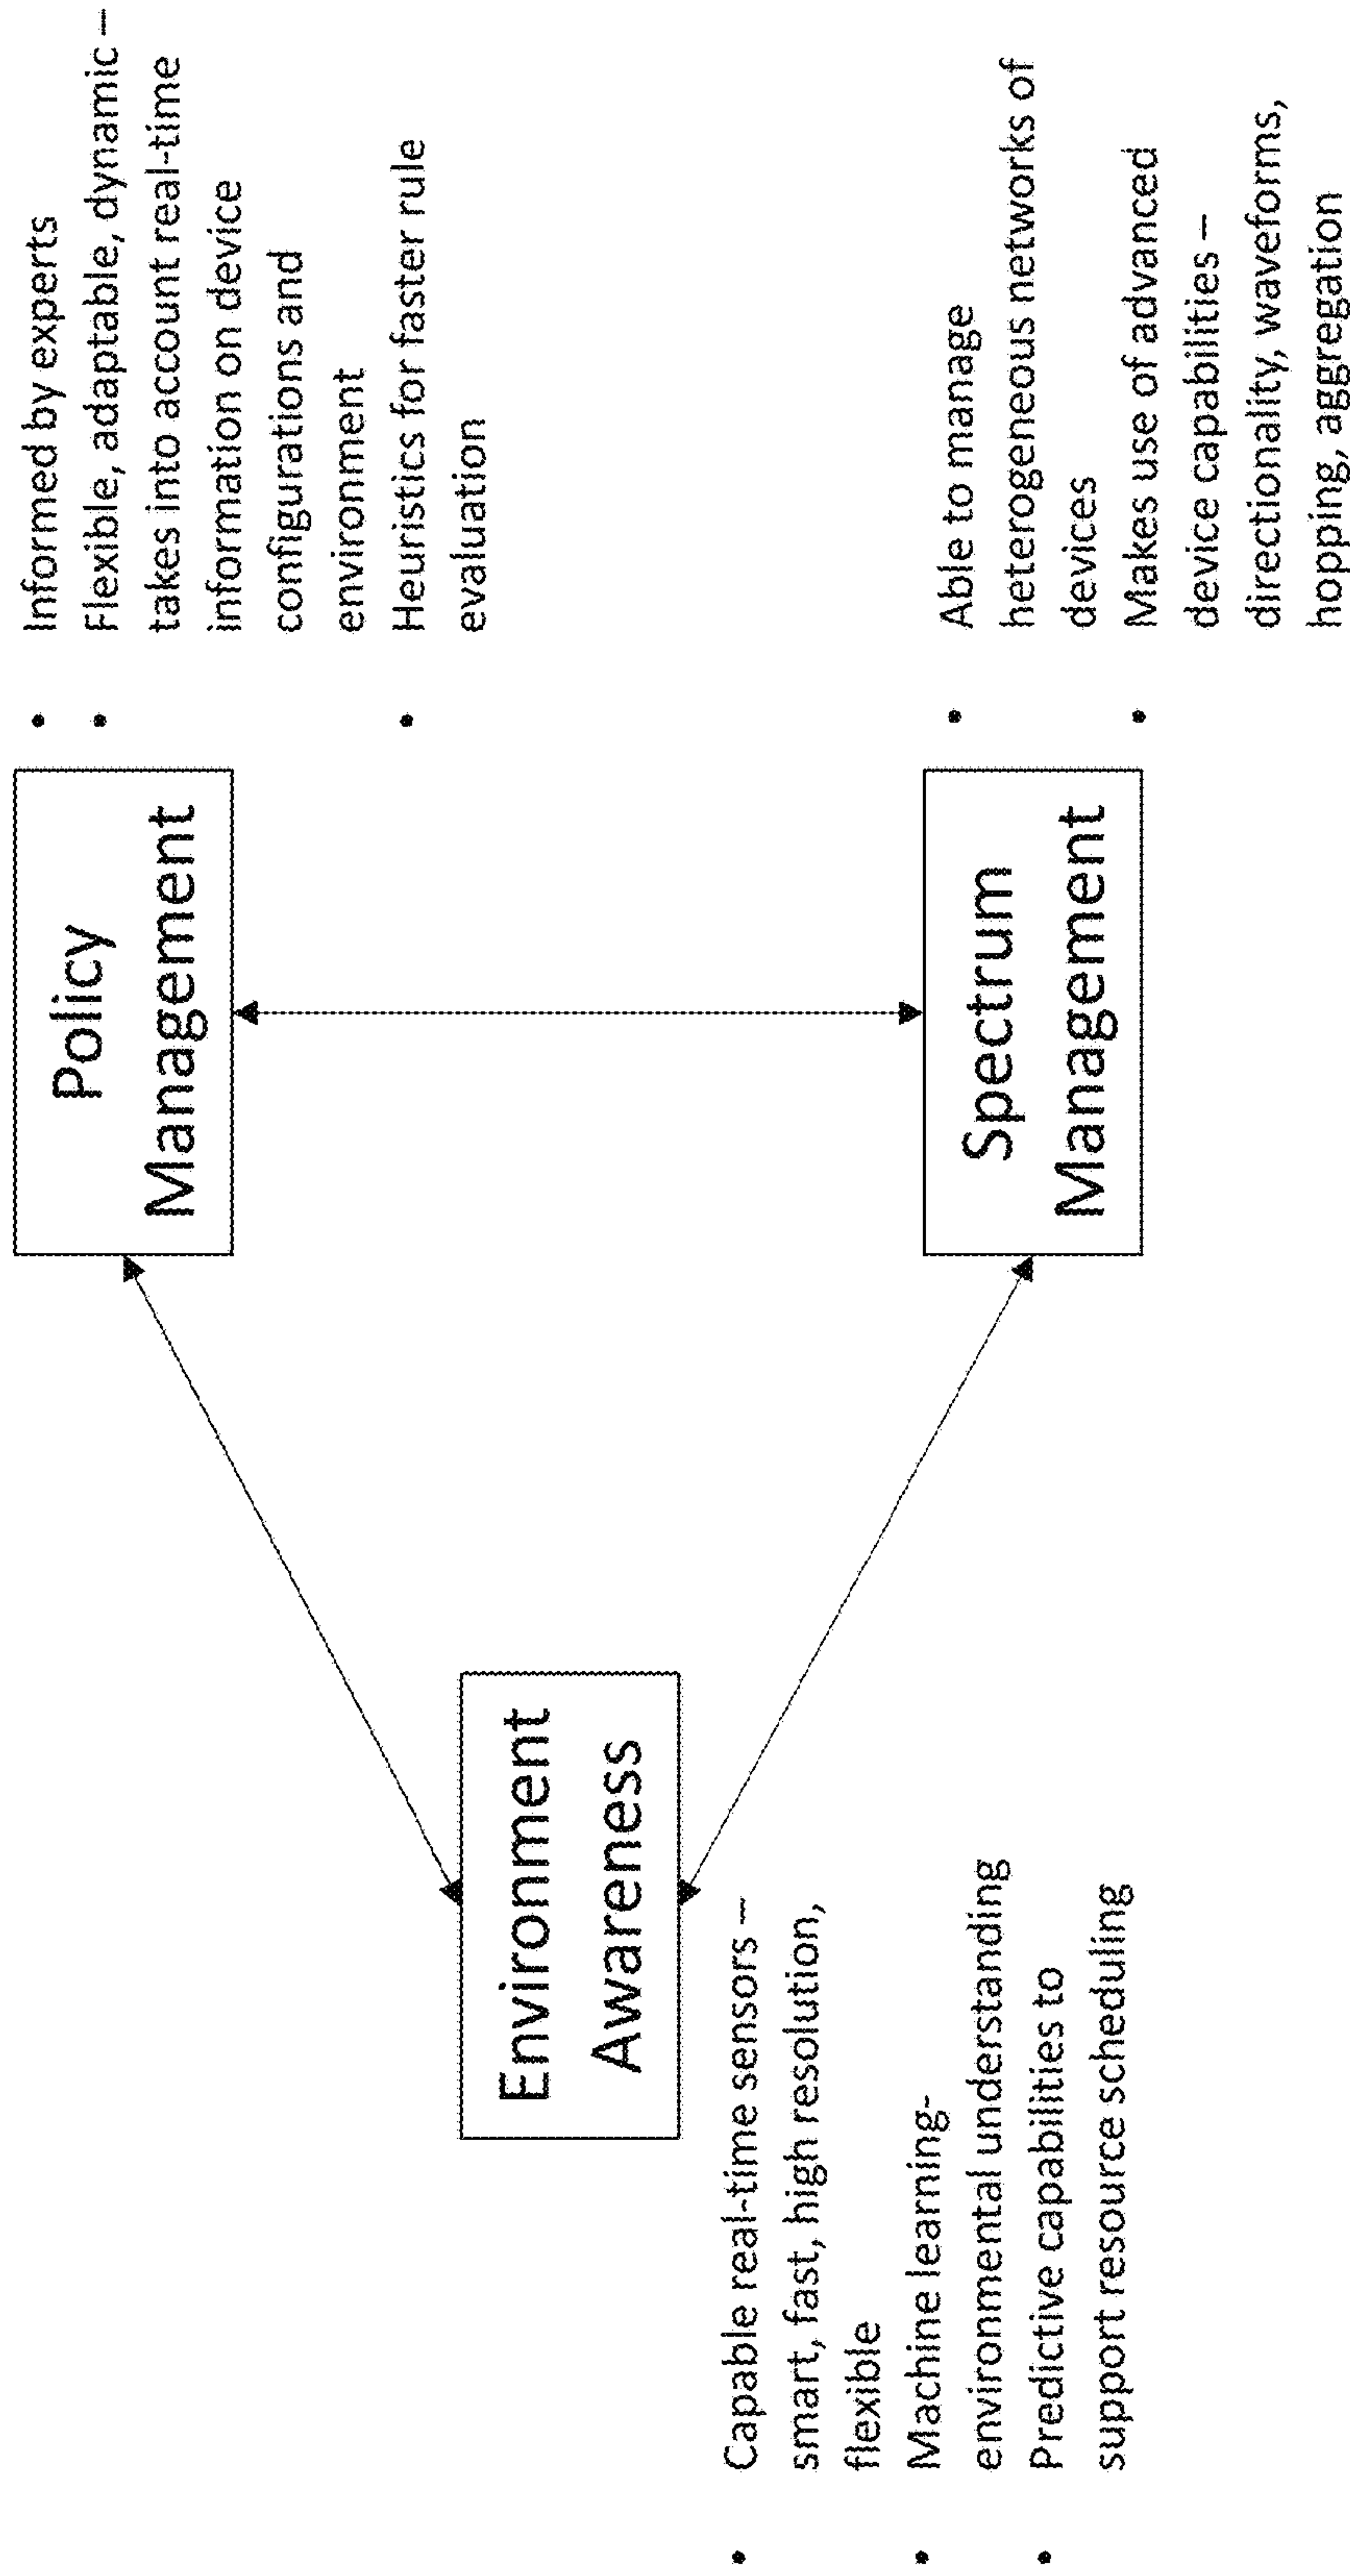 Policy
Management
• Informed by experts
• Flexible, adaptable, dynamic –
takes into account real-time
information on device
configurations and
environment
• Heuristics for faster rule
evaluation
Environment
Awareness
• Capable real-time sensors –
smart, fast, high resolution,
flexible
• Machine learning-
environmental understanding
• Predictive capabilities to
support resource scheduling
Spectrum
Management
• Able to manage
heterogeneous networks of
devices
• Makes use of advanced
device capabilities –
directionality, waveforms,
hopping, aggregation